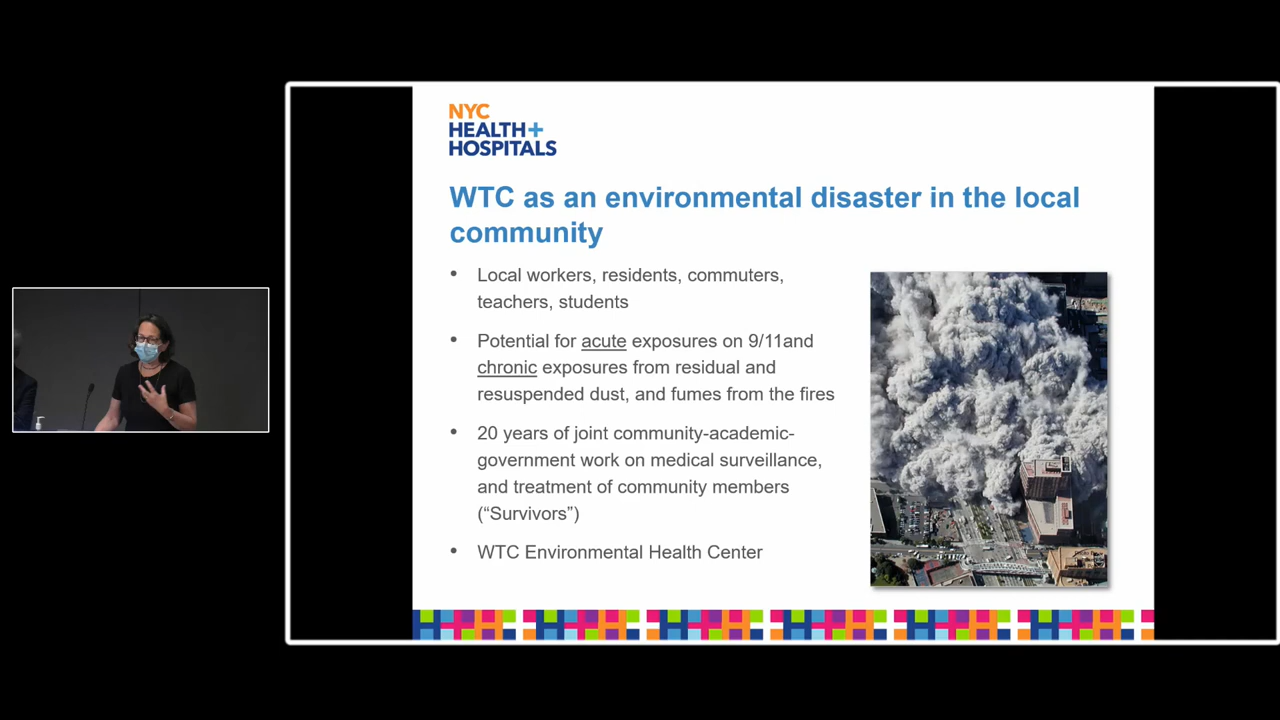 NYC
HEALTH+
HOSPITALS
WTC as an environmental disaster in the local
community
• Local workers, residents, commuters,
teachers, students
• Potential for acute exposures on 9/11and
chronic exposures from residual and
resuspended dust, and fumes from the fires
• 20 years of joint community-academic-
government work on medical surveillance,
and treatment of community members
(“Survivors”)
• WTC Environmental Health Center